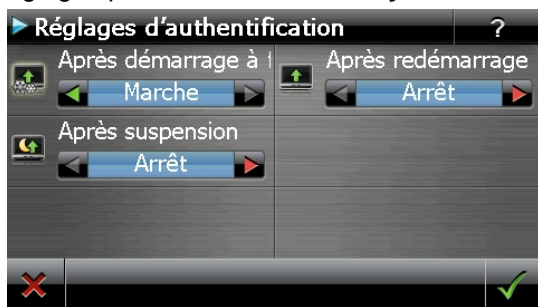 Réglages d'authentification ?
Après démarrage à
Après redémarrage
Marche
Arrêt
Après suspension
Arrêt